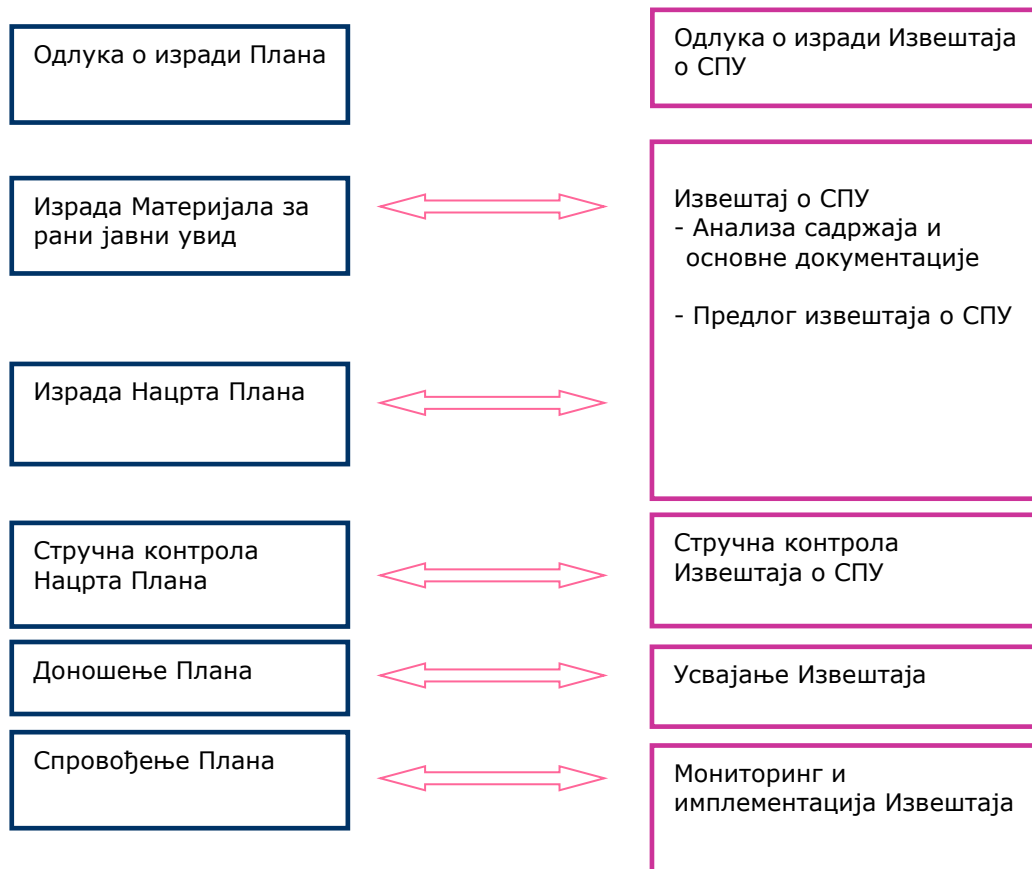 Одлука о изради Плана
Одлука о изради Извештаја
о СПУ
Израда Материјала за
рани јавни увид
Извештај о СПУ
- Анализа садржаја и
основне документације
- Предлог извештаја о СПУ
Израда Нацрта Плана
Стручна контрола
Нацрта Плана
Стручна контрола
Извештаја о СПУ
Доношење Плана
Усвајање Извештаја
Спровођење Плана
Мониторинг и
имплементација Извештаја